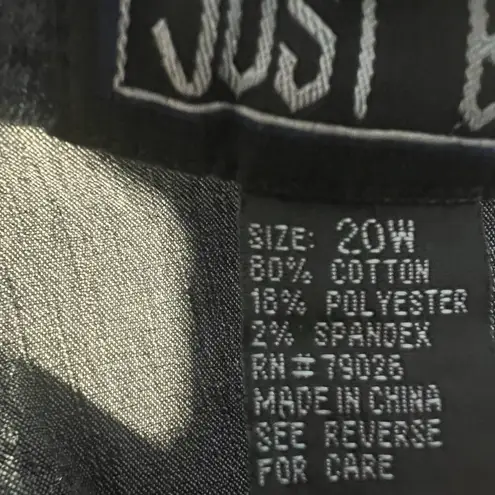 JUST
SIZE: 20W
80% COTTON
18% POLYESTER
2% SPANDEX
RN#79026
MADE IN CHINA
SEE REVERSE
FOR CARE